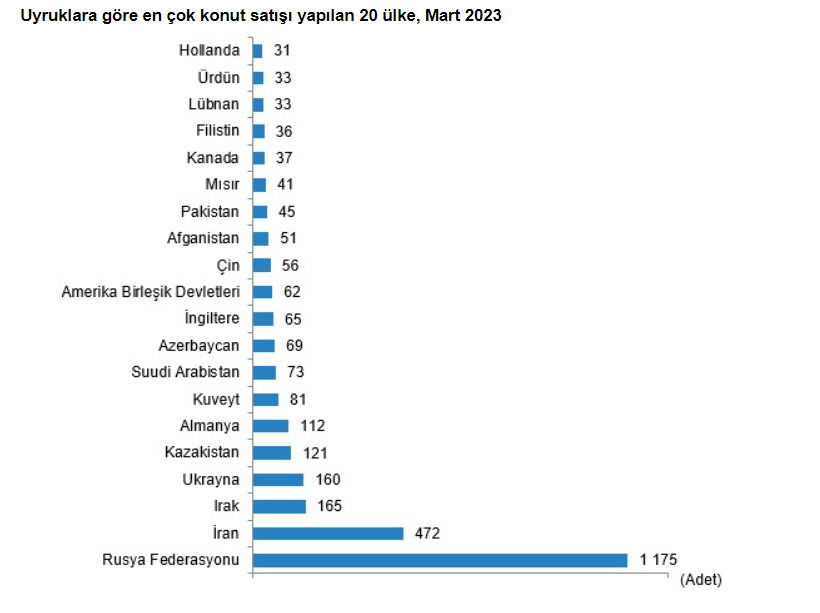 Uyruklara göre en çok konut satışı yapılan 20 ülke, Mart 2023
Hollanda 31
Ürdün 33
Lübnan 33
Filistin 36
Kanada 37
Mısır 41
Pakistan 45
Afganistan 51
Çin 56
Amerika Birleşik Devletleri 62
İngiltere 65
Azerbaycan 69
Suudi Arabistan 73
Kuveyt 81
Almanya 112
Kazakistan 121
Ukrayna 160
Irak 165
İran 472
Rusya Federasyonu 1 175
(Adet)